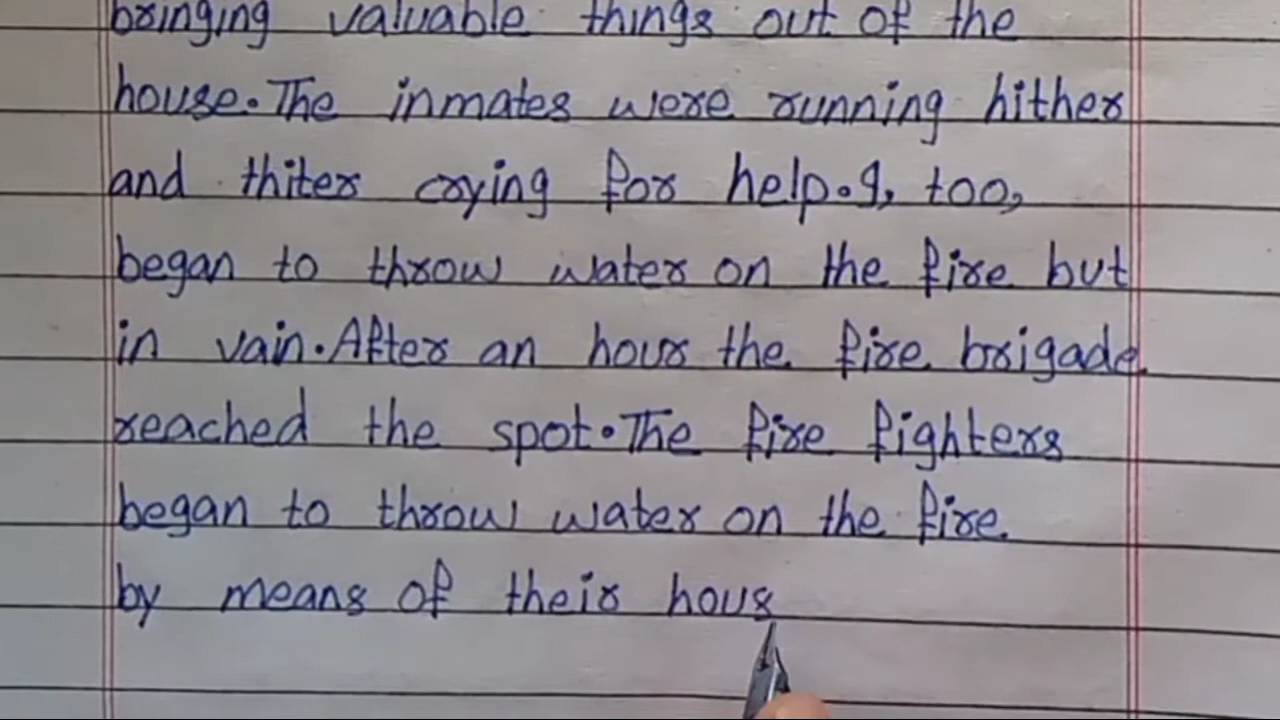 bringing valuable things out of the
house.The inmates were running hither
and thiter crying for help.I, too,
began to throw water on the fire but
in vain.After an hour the fire brigade
reached the spot.The fire fighters
began to throw water on the fire
by means of their hous